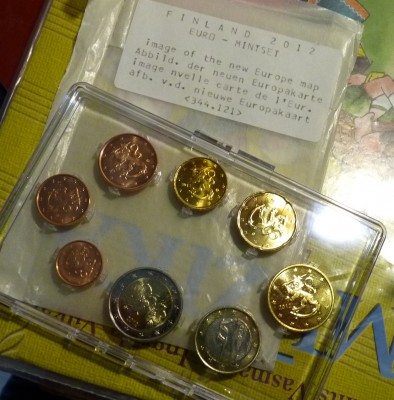 FINLAND 2012
EURO - MINISET
Image of the new Europe map
Abbild. der neuen Europakarte
Image nvelle carte de l'Eur.
afb. v.d. nieuwe Europakaart
<344.121>